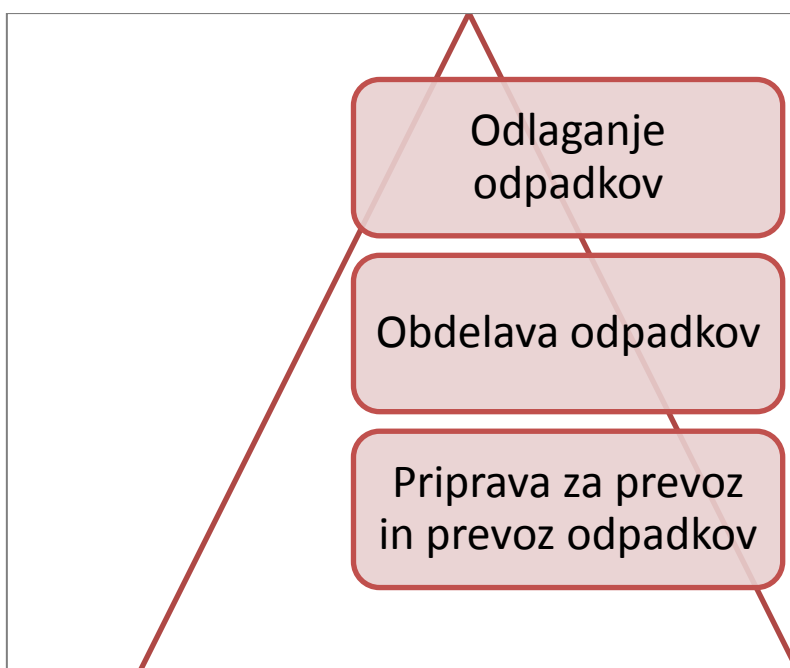 Odlaganje
odpadkov
Obdelava odpadkov
Priprava za prevoz
in prevoz odpadkov